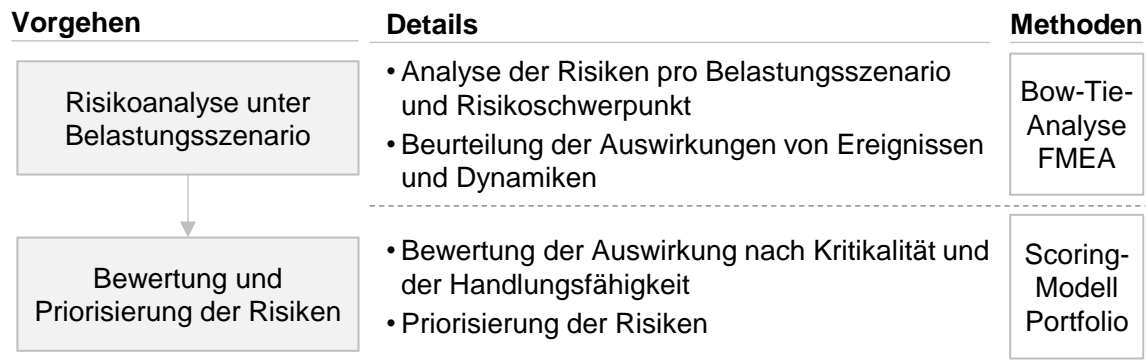 Vorgehen
Details
Methoden
Risikoanalyse unter
Belastungsszenario
• Analyse der Risiken pro Belastungsszenario
und Risikoschwerpunkt
• Beurteilung der Auswirkungen von Ereignissen
und Dynamiken
Bow-Tie-
Analyse
FMEA
Bewertung und
Priorisierung der Risiken
• Bewertung der Auswirkung nach Kritikalität und
der Handlungsfähigkeit
• Priorisierung der Risiken
Scoring-
Modell
Portfolio